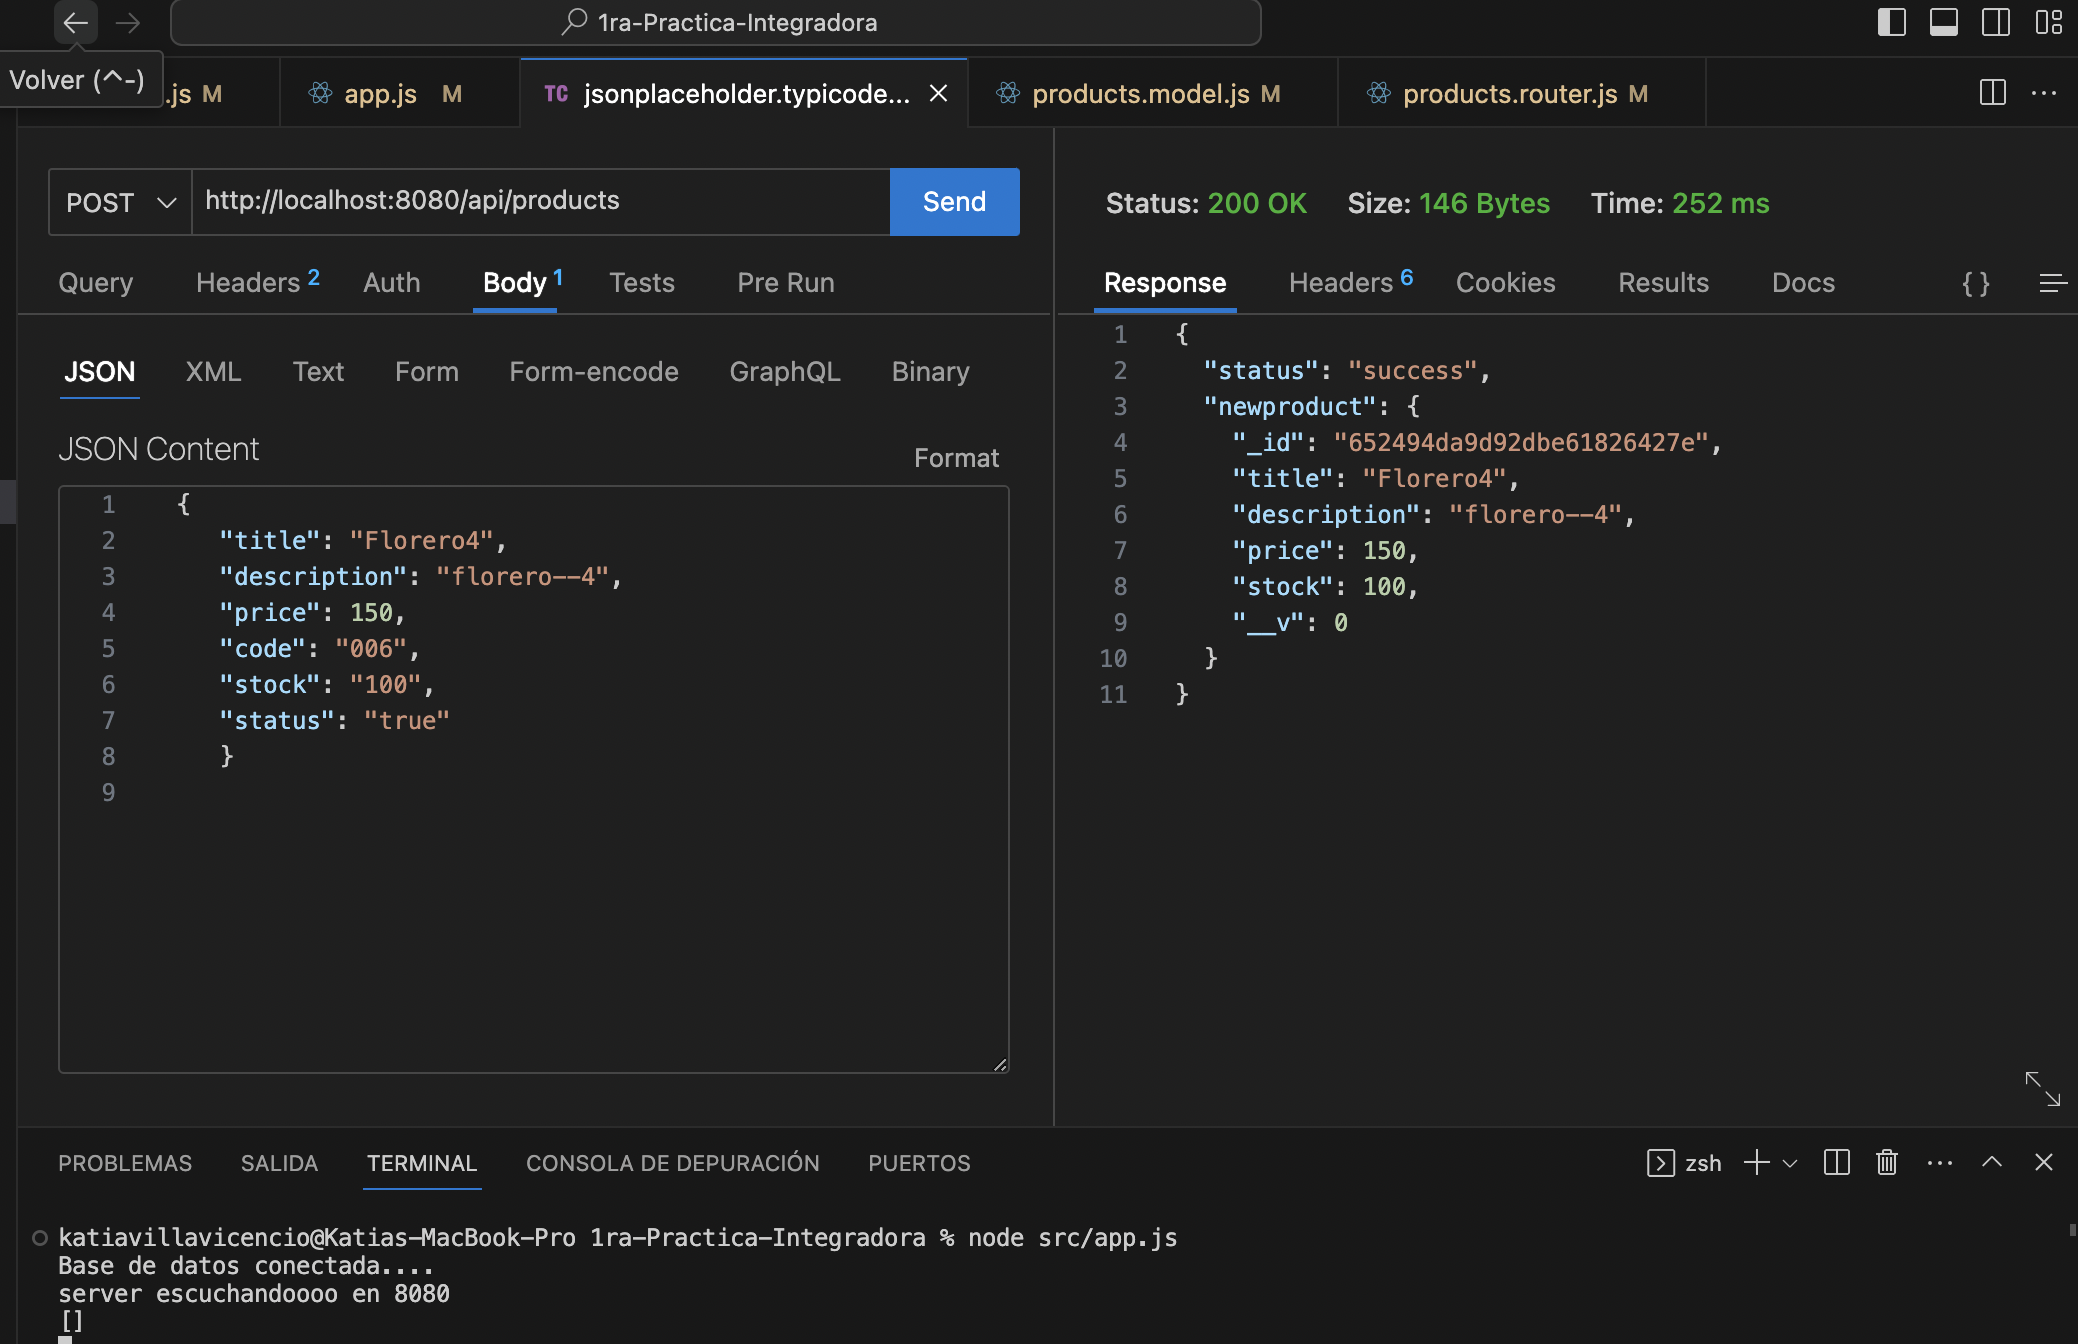 1ra-Practica-Integradora
Volver (^-)
.js M
app.js M
TC jsonplaceholder.typicode...
products.model.js M
products.router.js M
POST
http://localhost:8080/api/products
Send
Query
Headers 2
Auth
Body 1
Tests
Pre Run
JSON
XML
Text
Form
Form-encode
GraphQL
Binary
JSON Content
Format
1 {
2 "title": "Florero4",
3 "description": "florero--4",
4 "price": 150,
5 "code": "006",
6 "stock": "100",
7 "status": "true"
8 }
9
Status: 200 OK
Size: 146 Bytes
Time: 252 ms
Response
Headers 6
Cookies
Results
Docs
{}
1 {
2 "status": "success",
3 "newproduct": {
4 "_id": "652494da9d92dbe61826427e",
5 "title": "Florero4",
6 "description": "florero--4",
7 "price": 150,
8 "stock": 100,
9 "__v": 0
10 }
11 }
PROBLEMAS
SALIDA
TERMINAL
CONSOLA DE DEPURACIÓN
PUERTOS
zsh
katiavillavicencio@Katias-MacBook-Pro 1ra-Practica-Integradora % node src/app.js
Base de datos conectada....
server escuchandoooo en 8080
[]